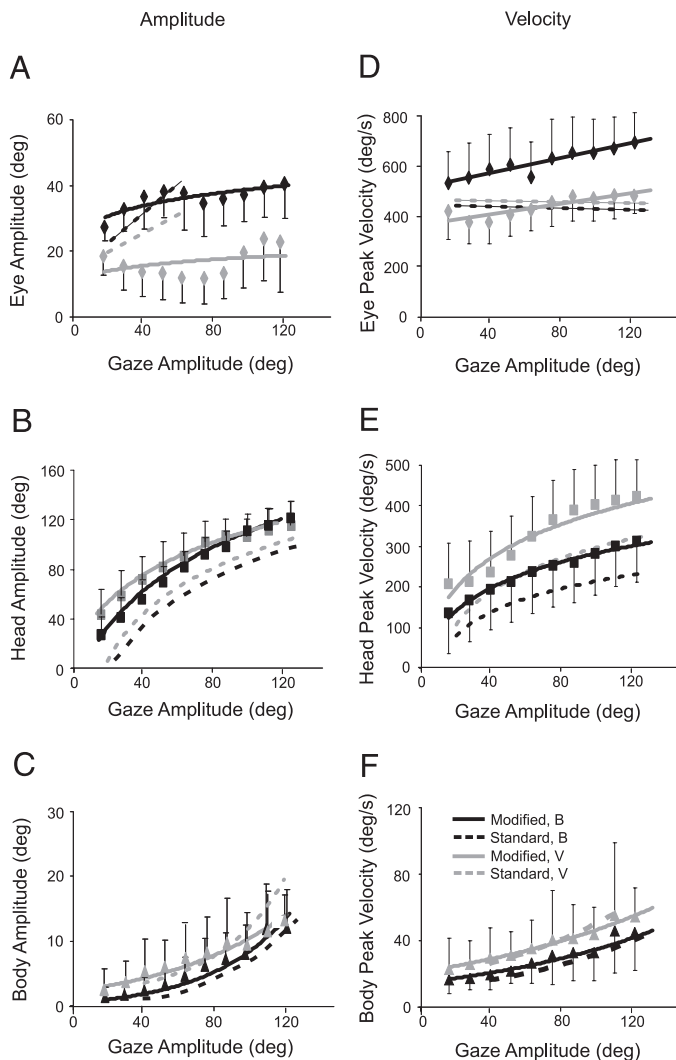 Amplitude
Velocity
A
Eye Amplitude (deg)
60
40
20
0
0 40 80 120
Gaze Amplitude (deg)
D
Eye Peak Velocity (deg/s)
800
600
400
200
0
0 40 80 120
Gaze Amplitude (deg)
B
Head Amplitude (deg)
160
120
80
40
0
0 40 80 120
Gaze Amplitude (deg)
E
Head Peak Velocity (deg/s)
500
400
300
200
100
0
0 40 80 120
Gaze Amplitude (deg)
C
Body Amplitude (deg)
30
20
10
0
0 40 80 120
Gaze Amplitude (deg)
F
Body Peak Velocity (deg/s)
120
80
40
0
0 40 80 120
Gaze Amplitude (deg)
Modified, B
Standard, B
Modified, V
Standard, V